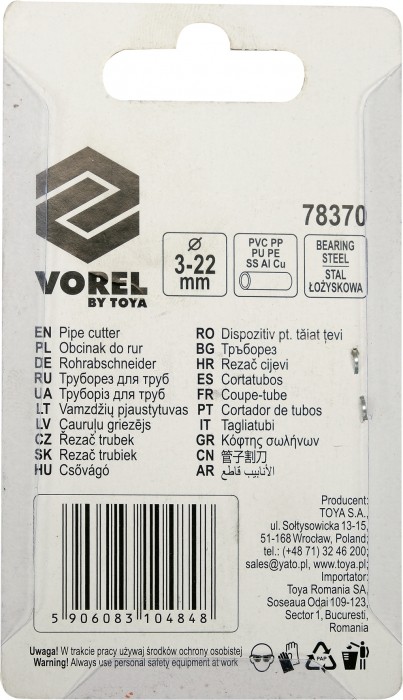 78370
Ø
3-22
mm
PVC PP
PU PE
SS Al Cu
BEARING
STEEL
STAL
ŁOŻYSKOWA
VOREL
BY TOYA
EN Pipe cutter
PL Obcinak do rur
DE Rohrabschneider
RU Труборез для труб
UA Труборіз для труб
LT Vamzdžių pjaustytuvas
LV Cauruļu griezējs
CZ Řezač trubek
SK Rezač trubiek
HU Csővágó
RO Dispozitiv pt. tăiat țevi
BG Тръборез
HR Rezač cijevi
ES Cortatubos
FR Coupe-tube
PT Cortador de tubos
IT Tagliatubi
GR Κόφτης σωλήνων
CN 管子割刀
AR الأنابيب قاطع
5 906083 104848
Producent:
TOYA S.A.,
ul. Sołtysowicka 13-15,
51-168 Wrocław, Poland;
tel.: (+48 71) 32 46 200;
sales@yato.pl, www.toya.pl;
Importator:
Toya Romania SA,
Soseaua Odai 109-123,
Sector 1, Bucuresti,
Romania
Uwaga! W trakcie pracy używaj środków ochrony osobistej
Warning! Always use personal safety equipment at work
PAP